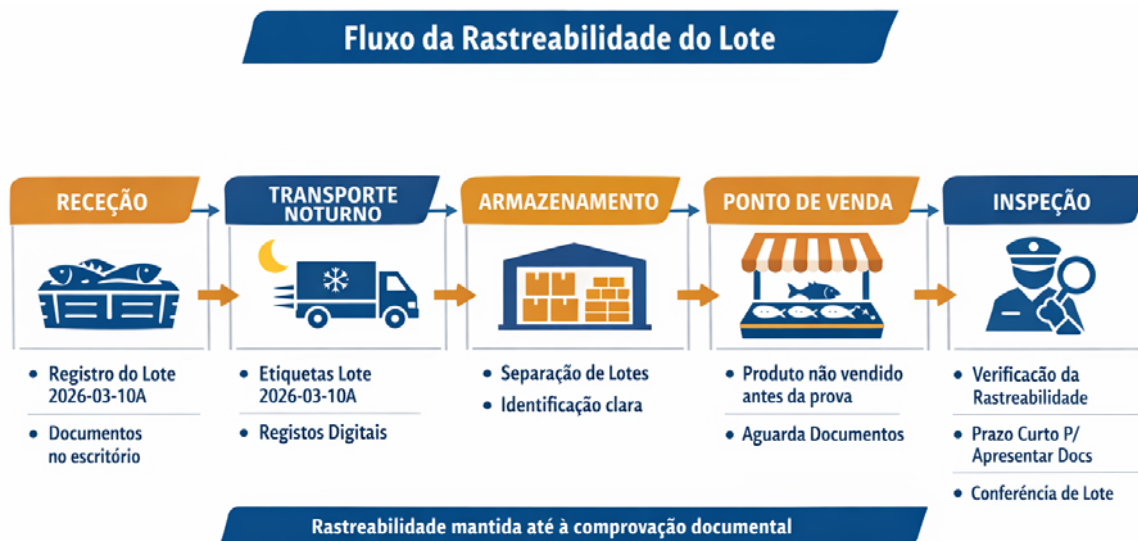 Fluxo da Rastreabilidade do Lote
RECEÇÃO
• Registro do Lote
2026-03-10A
• Documentos
no escritório
TRANSPORTE
NOTURNO
• Etiquetas Lote
2026-03-10A
• Registos Digitais
ARMAZENAMENTO
• Separação de Lotes
• Identificação clara
PONTO DE VENDA
• Produto não vendido
antes da prova
• Aguarda Documentos
INSPEÇÃO
• Verificacão da
Rastreabilidade
• Prazo Curto P/
Apresentar Docs
• Conferéncia de Lote
Rastreabilidade mantida até à comprovação documental